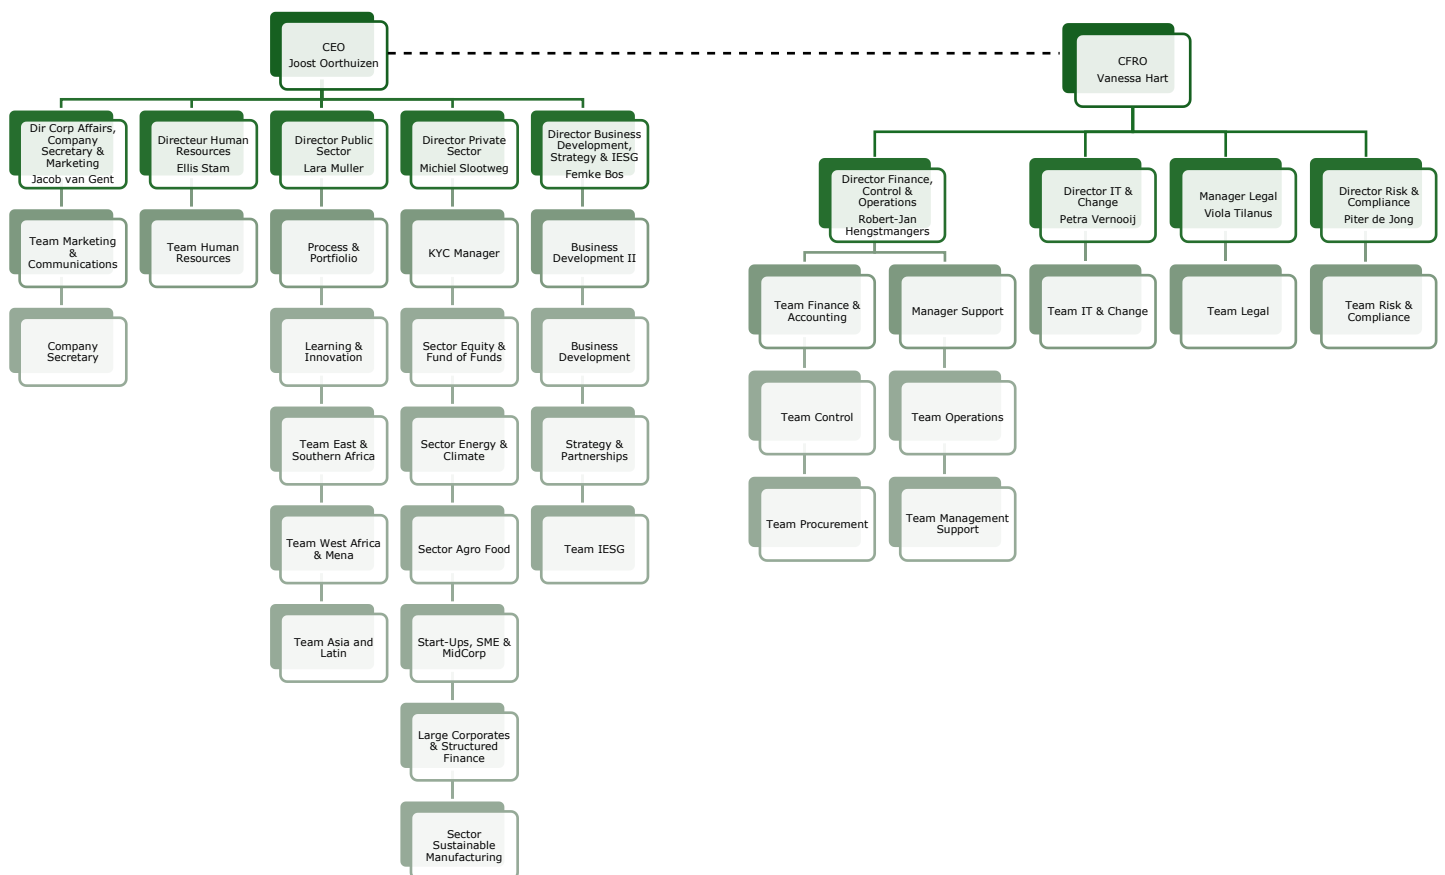 CEO
Joost Oorthuizen
CFRO
Vanessa Hart
Dir Corp Affairs,
Company
Secretary &
Marketing
Jacob van Gent
Directeur Human
Resources
Ellis Stam
Director Public
Sector
Lara Muller
Director Private
Sector
Michiel Slootweg
Director Business
Development,
Strategy & IESG
Femke Bos
Director Finance,
Control &
Operations
Robert-Jan
Hengstmangers
Director IT &
Change
Petra Vernooij
Manager Legal
Viola Tilanus
Director Risk &
Compliance
Piter de Jong
Team Marketing
&
Communications
Team Human
Resources
Process &
Portfolio
KYC Manager
Business
Development II
Team Finance &
Accounting
Manager Support
Team IT & Change
Team Legal
Team Risk &
Compliance
Company
Secretary
Learning &
Innovation
Sector Equity &
Fund of Funds
Business
Development
Team Control
Team Operations
Team East &
Southern Africa
Sector Energy &
Climate
Strategy &
Partnerships
Team Procurement
Team Management
Support
Team West Africa
& Mena
Sector Agro Food
Team IESG
Team Asia and
Latin
Start-Ups, SME &
MidCorp
Large Corporates
& Structured
Finance
Sector
Sustainable
Manufacturing